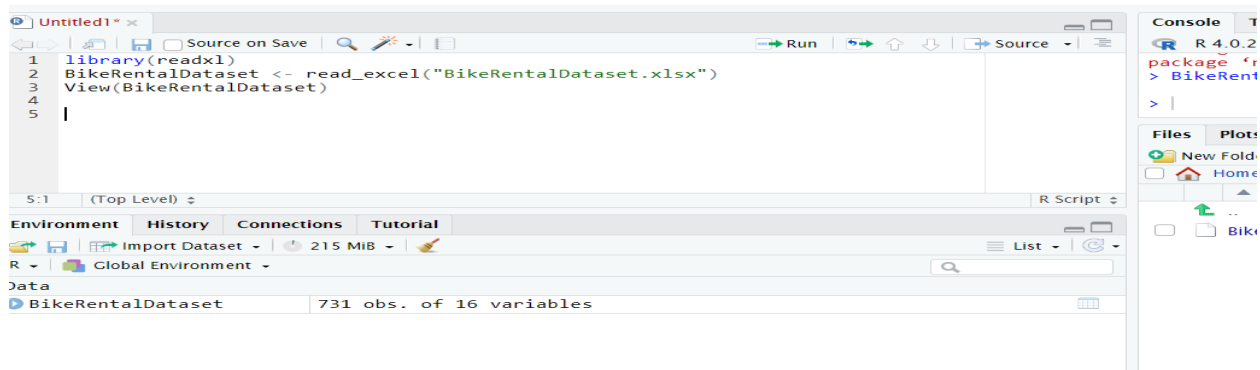 Untitled1*
Source on Save
Run
Source
1 library(readxl)
2 BikeRentalDataset <- read_excel("BikeRentalDataset.xlsx")
3 View(BikeRentalDataset)
4
5
5:1 (Top Level) R Script
Environment History Connections Tutorial
Import Dataset 215 MiB List
R Global Environment
Data
BikeRentalDataset 731 obs. of 16 variables
Console T
R 4.0.2
package ‘r
> BikeRent
>
Files Plots
New Folde
Home
..
Bike